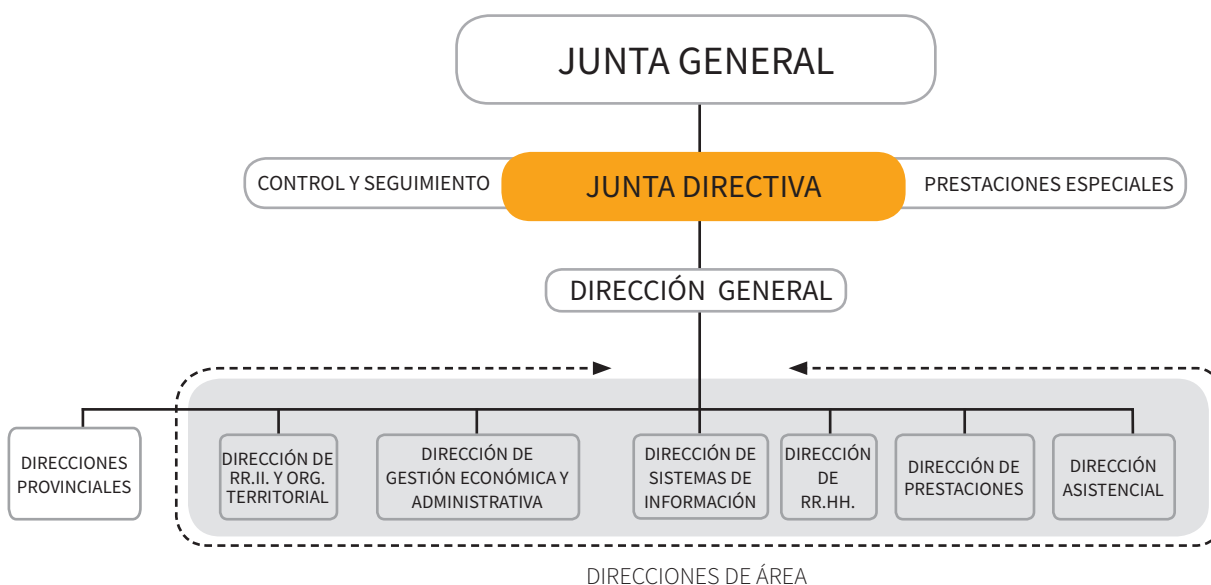 JUNTA GENERAL
CONTROL Y SEGUIMIENTO
JUNTA DIRECTIVA
PRESTACIONES ESPECIALES
DIRECCIÓN GENERAL
DIRECCIONES
PROVINCIALES
DIRECCIÓN DE
RR.II. Y ORG.
TERRITORIAL
DIRECCIÓN DE
GESTIÓN ECONÓMICA Y
ADMINISTRATIVA
DIRECCIÓN DE
SISTEMAS DE
INFORMACIÓN
DIRECCIÓN
DE
RR.HH.
DIRECCIÓN DE
PRESTACIONES
DIRECCIÓN
ASISTENCIAL
DIRECCIONES DE ÁREA